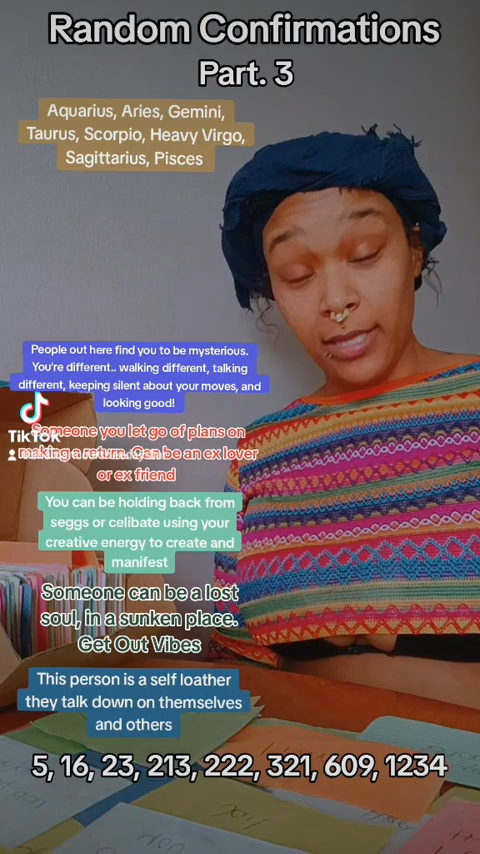 Random Confirmations
Part. 3
Aquarius, Aries, Gemini,
Taurus, Scorpio, Heavy Virgo,
Sagittarius, Pisces
People out here find you to be mysterious.
You're different.. walking different, talking
different, keeping silent about your moves, and
looking good!
TikTok
Someone you let go of plans on
making a return. Can be an ex lover
or ex friend
You can be holding back from
seggs or celibate using your
creative energy to create and
manifest
Someone can be a lost
soul, in a sunken place.
Get Out Vibes
This person is a self loather
they talk down on themselves
and others
5, 16, 23, 213, 222, 321, 609, 1234